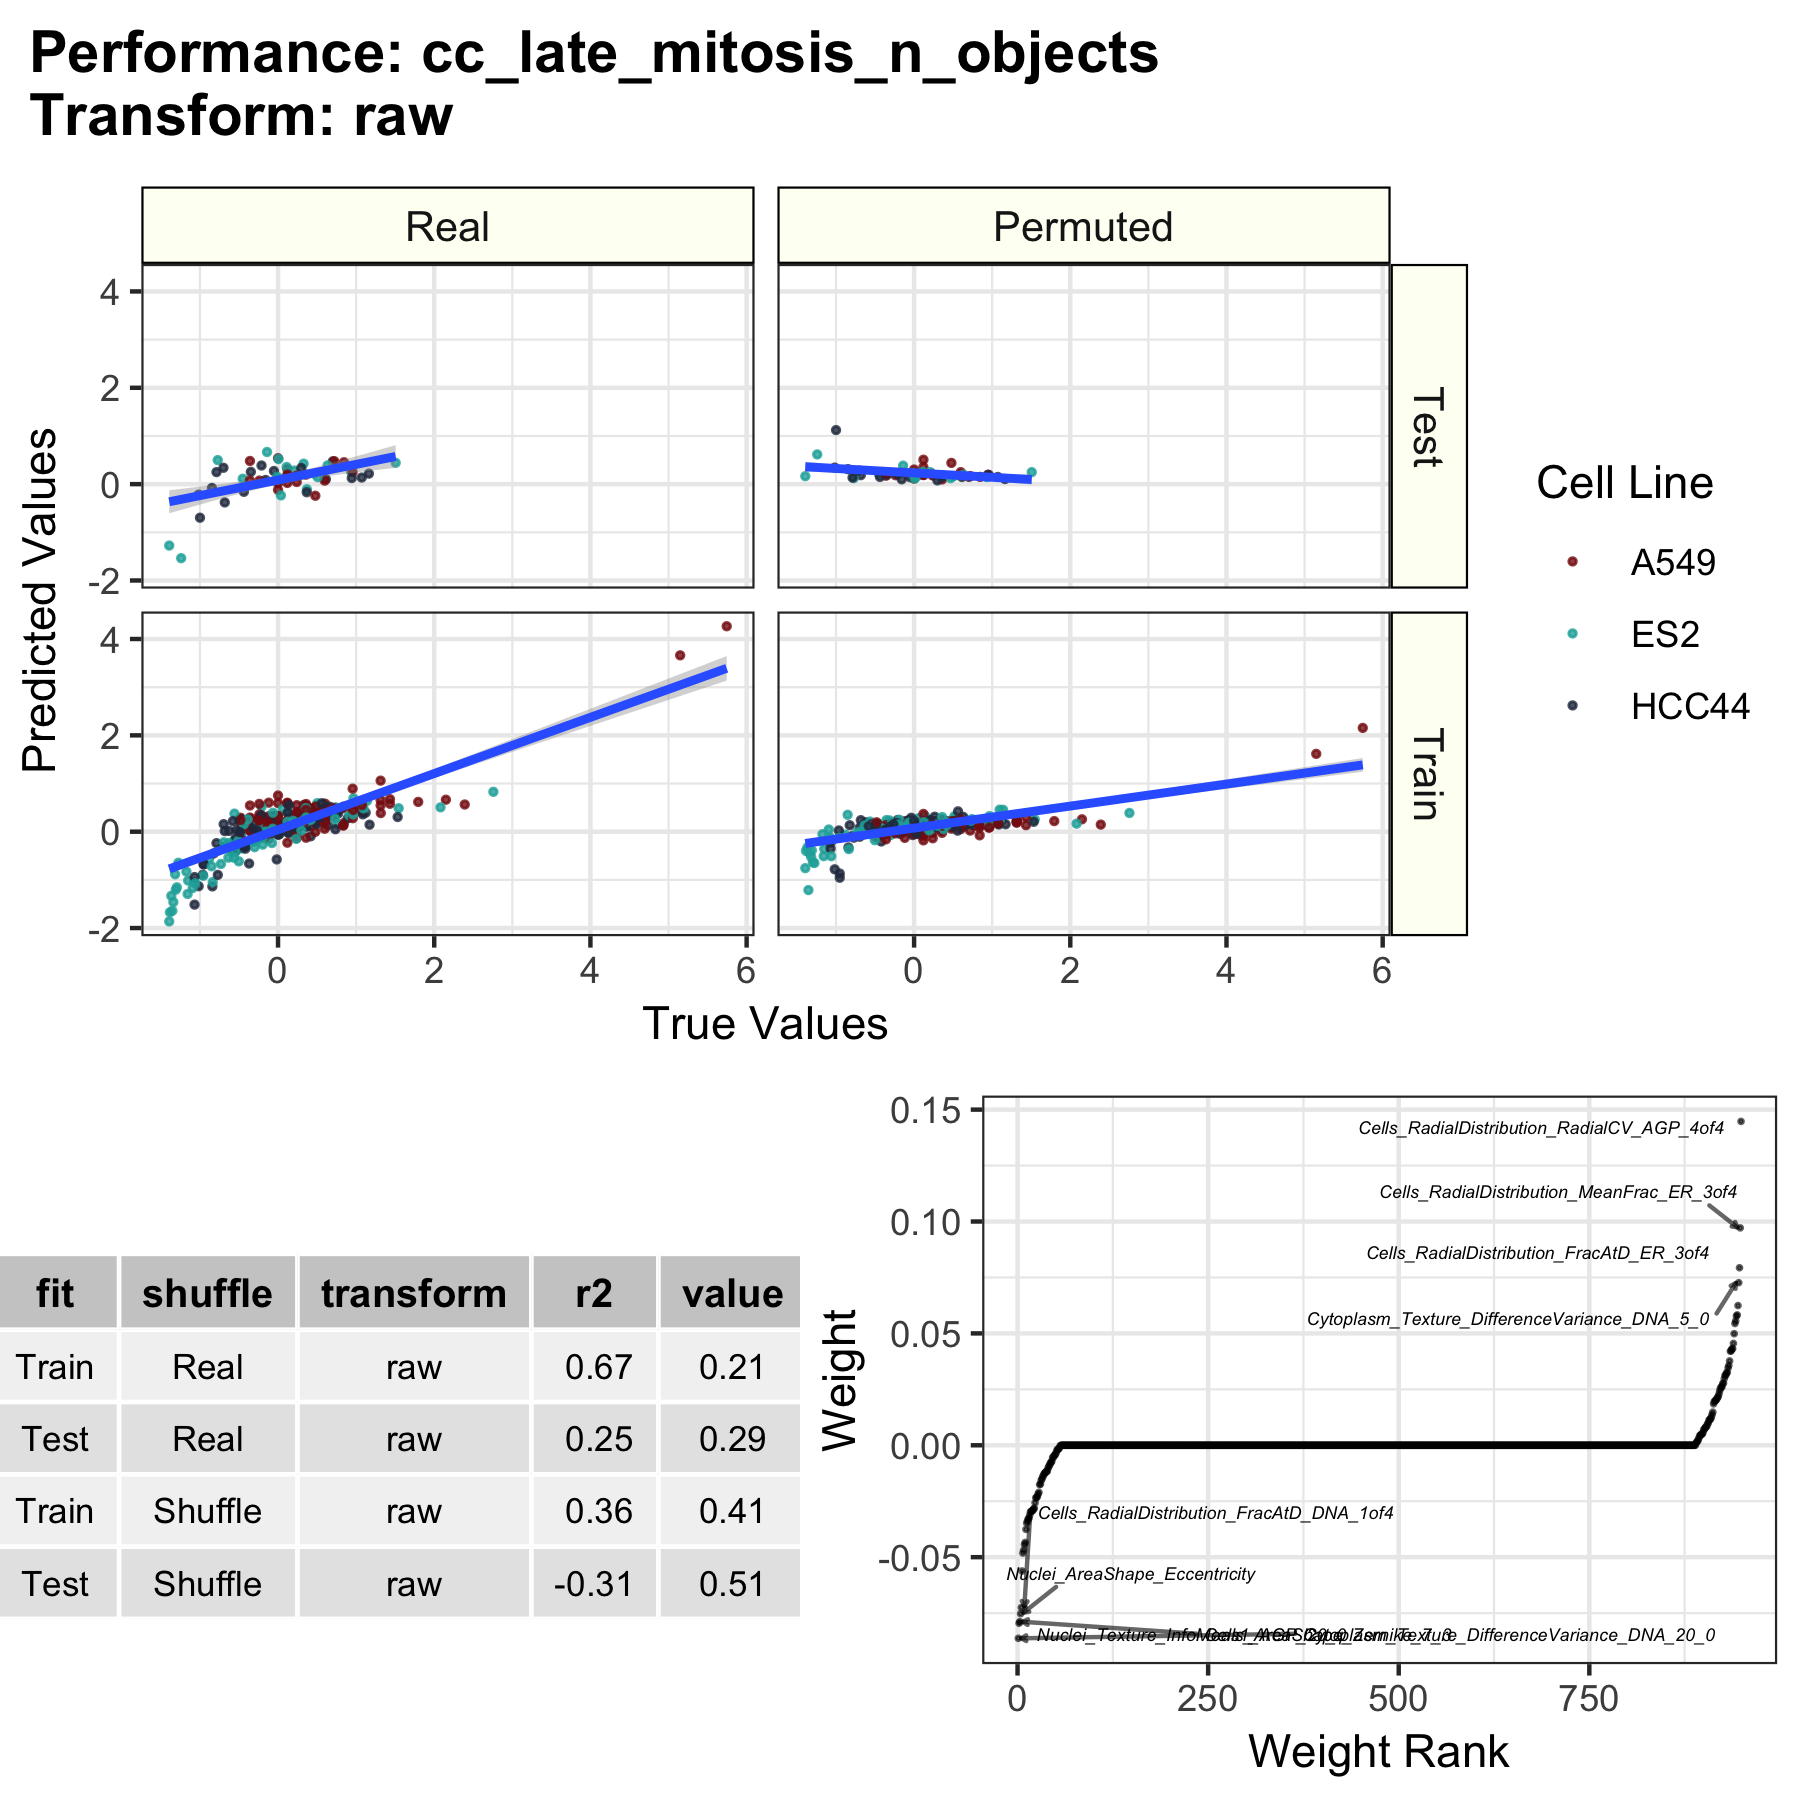 Performance: cc_late_mitosis_n_objects
Transform: raw
Real
Permuted
4
2
0
-2
Test
4
2
0
-2
Train
0
2
4
6
0
2
4
6
Predicted Values
True Values
Cell Line
A549
ES2
HCC44
fit shuffle transform r2 value
Train Real raw 0.67 0.21
Test Real raw 0.25 0.29
Train Shuffle raw 0.36 0.41
Test Shuffle raw -0.31 0.51
Weight
0.15
0.10
0.05
0.00
-0.05
Cells_RadialDistribution_RadialCV_AGP_4of4
Cells_RadialDistribution_MeanFrac_ER_3of4
Cells_RadialDistribution_FracAtD_ER_3of4
Cytoplasm_Texture_DifferenceVariance_DNA_5_0
Cells_RadialDistribution_FracAtD_DNA_1of4
Nuclei_AreaShape_Eccentricity
0
250
500
750
Weight Rank